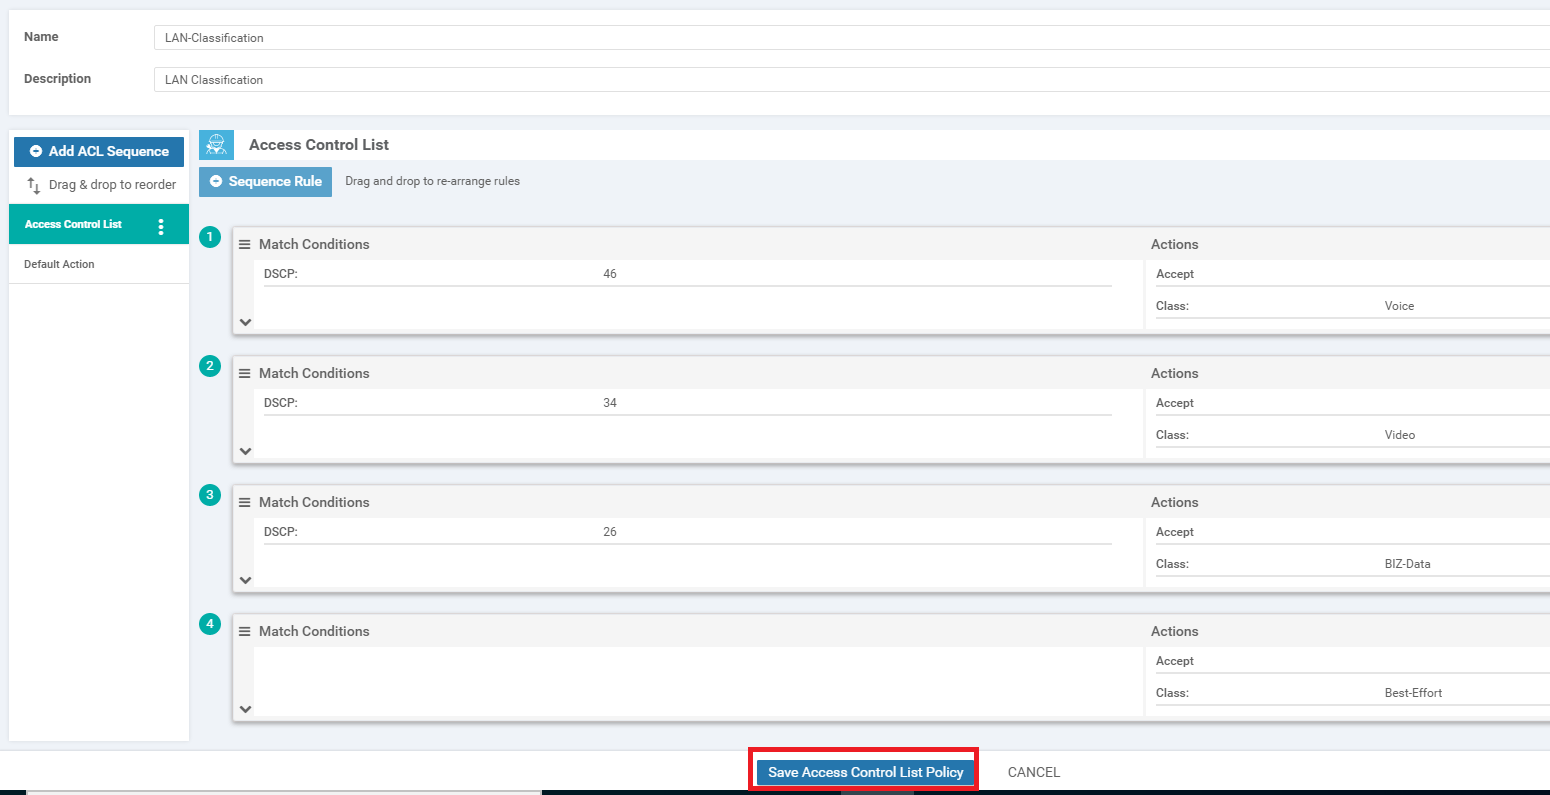 Name LAN-Classification
Description LAN Classification
Add ACL Sequence
Drag & drop to reorder
Access Control List
Default Action
Access Control List
Sequence Rule Drag and drop to re-arrange rules
1 Match Conditions Actions
DSCP: 46 Accept
Class: Voice
2 Match Conditions Actions
DSCP: 34 Accept
Class: Video
3 Match Conditions Actions
DSCP: 26 Accept
Class: BIZ-Data
4 Match Conditions Actions
Accept
Class: Best-Effort
Save Access Control List Policy CANCEL